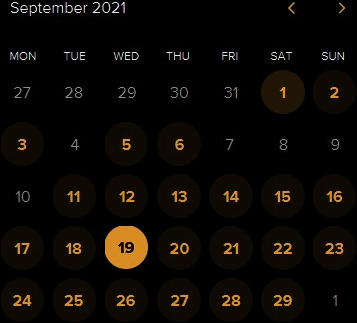 September 2021
MON TUE WED THU FRI SAT SUN
27 28 29 30 31 1 2
3 4 5 6 7 8 9
10 11 12 13 14 15 16
17 18 19 20 21 22 23
24 25 26 27 28 29 1